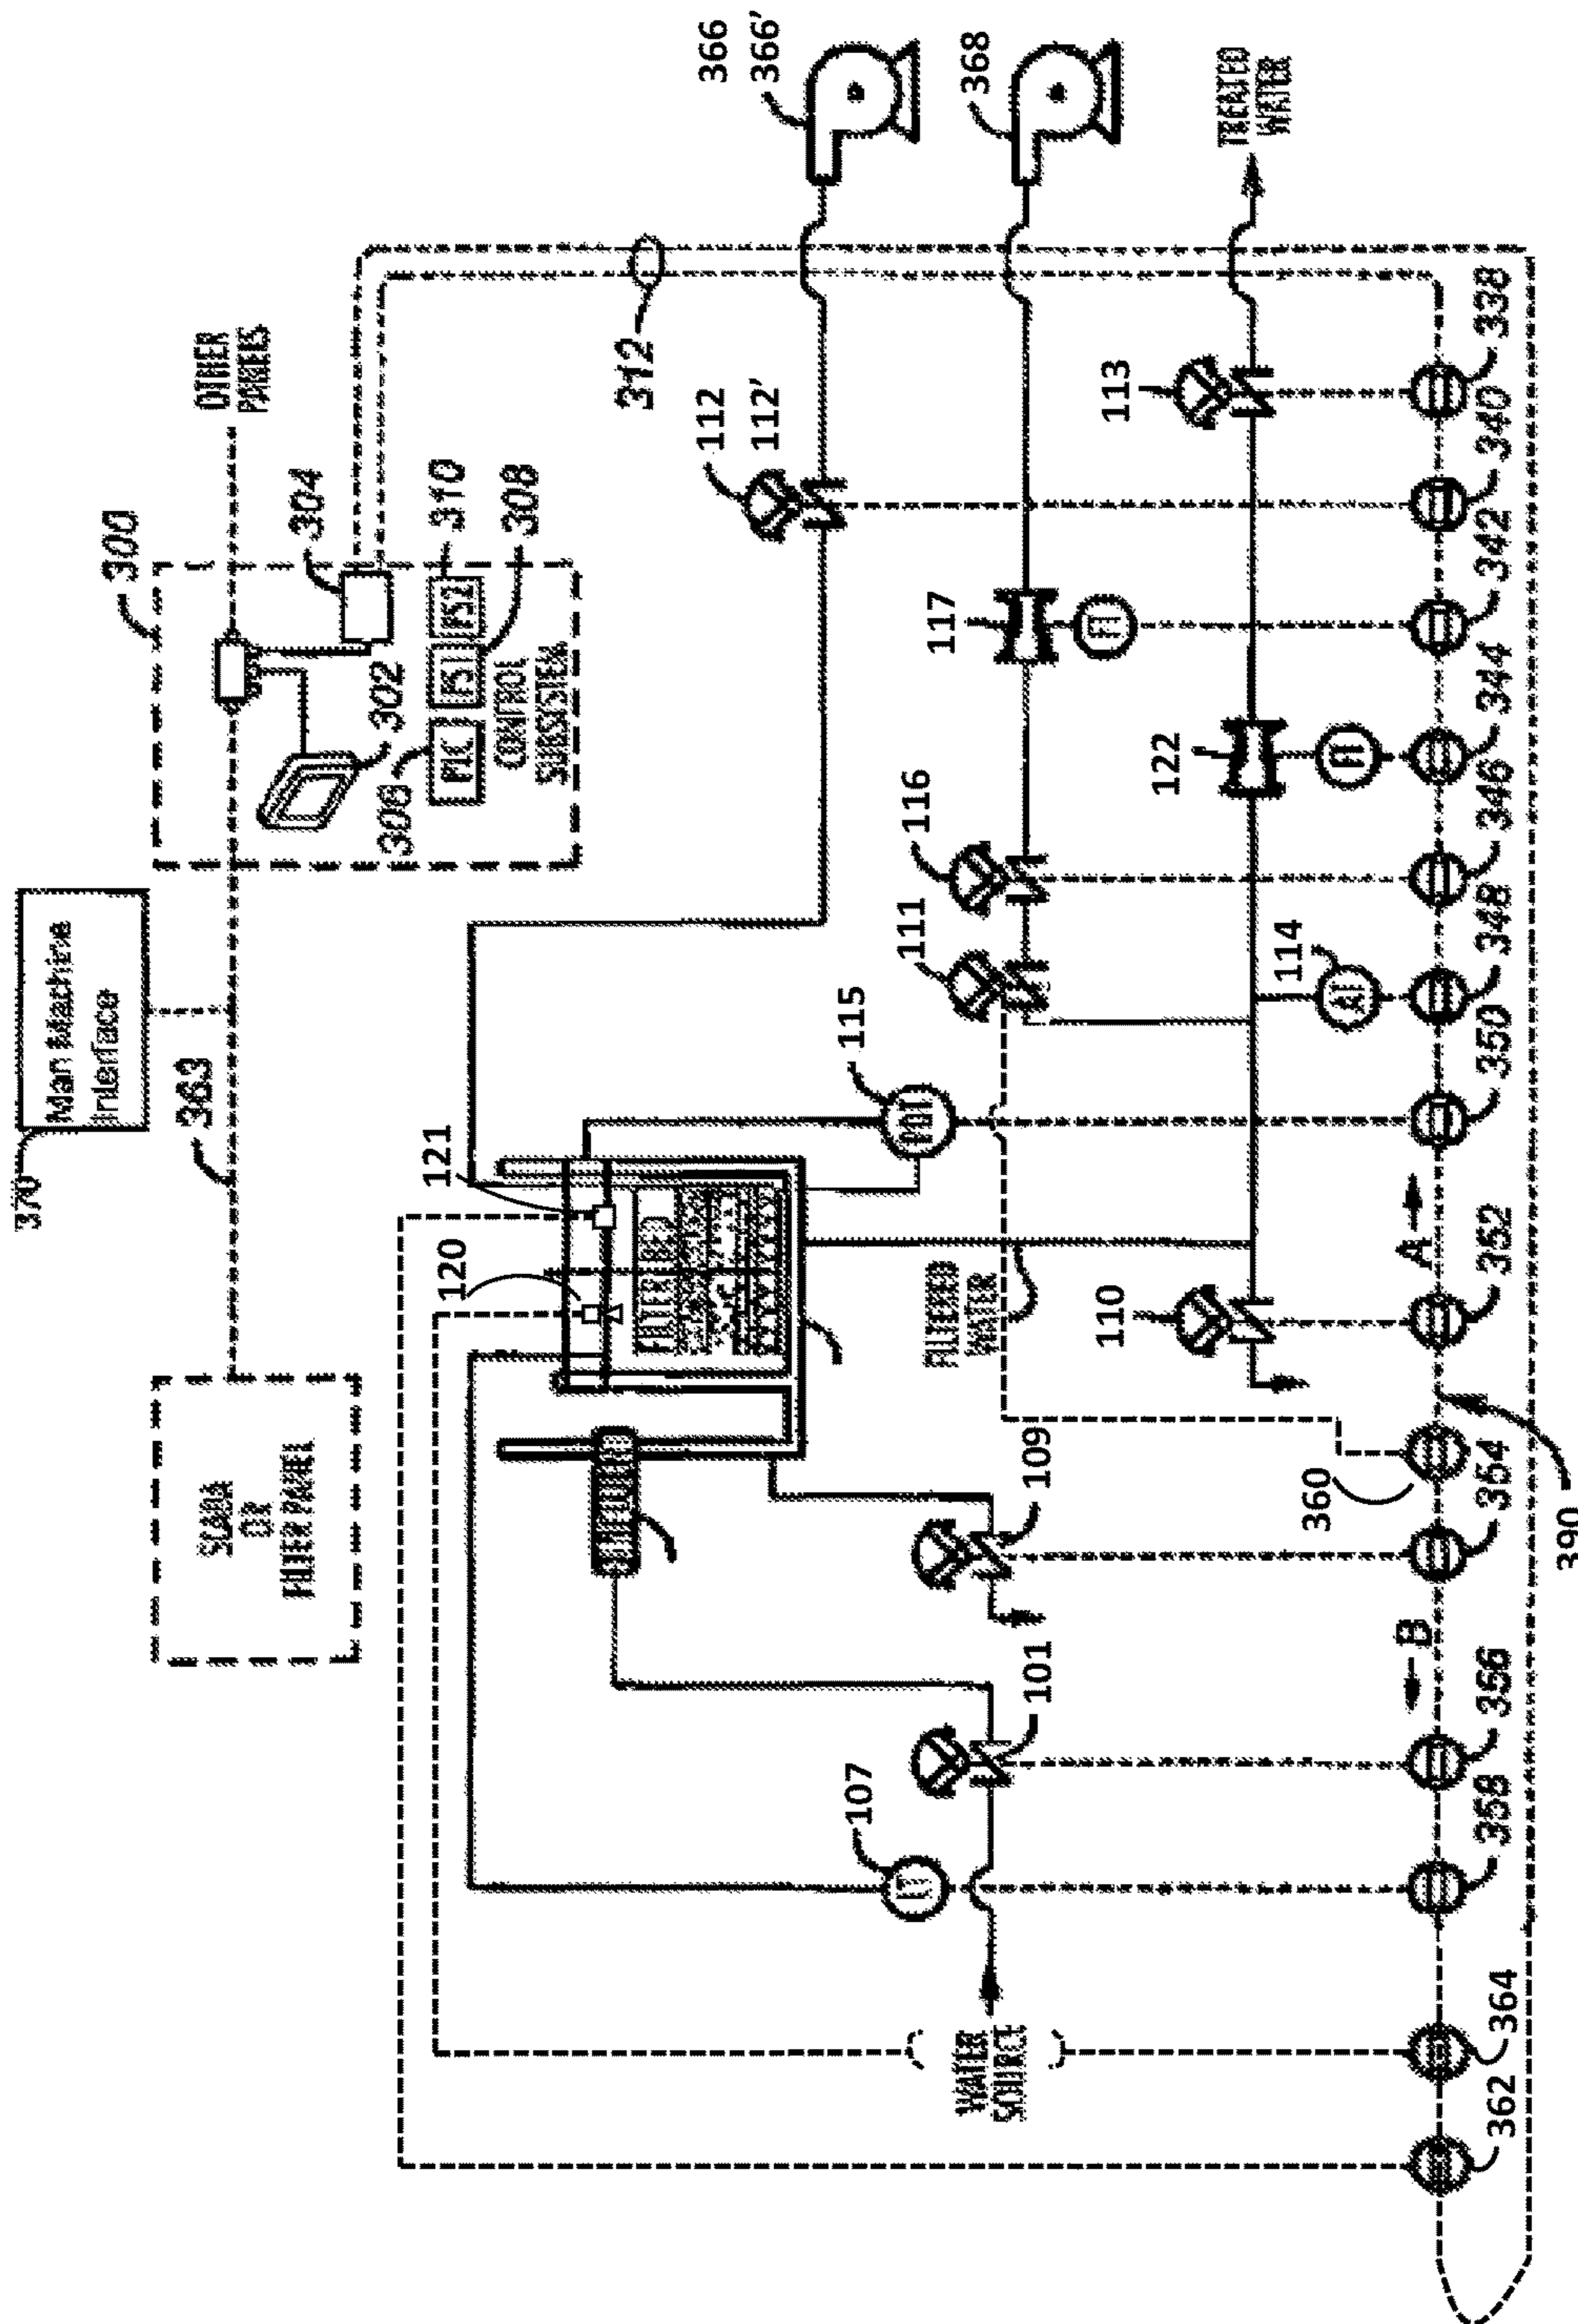 370
Man Machine
Interface
363
SCADA
OR
FILTER PANEL
OTHER
PANELS
300
304
302
306
PLC
PS1
PS2
310
308
CONTROL
SUBSYSTEM
312
366
366'
368
TREATED
WATER
112
112'
117
FT
113
116
111
122
FT
114
AT
115
PDT
121
120
FILTER BED
FILTERED
WATER
110
109
101
107
LT
WATER
SOURCE
A
B
338
340
342
344
346
348
350
352
354
356
358
360
362
364
390